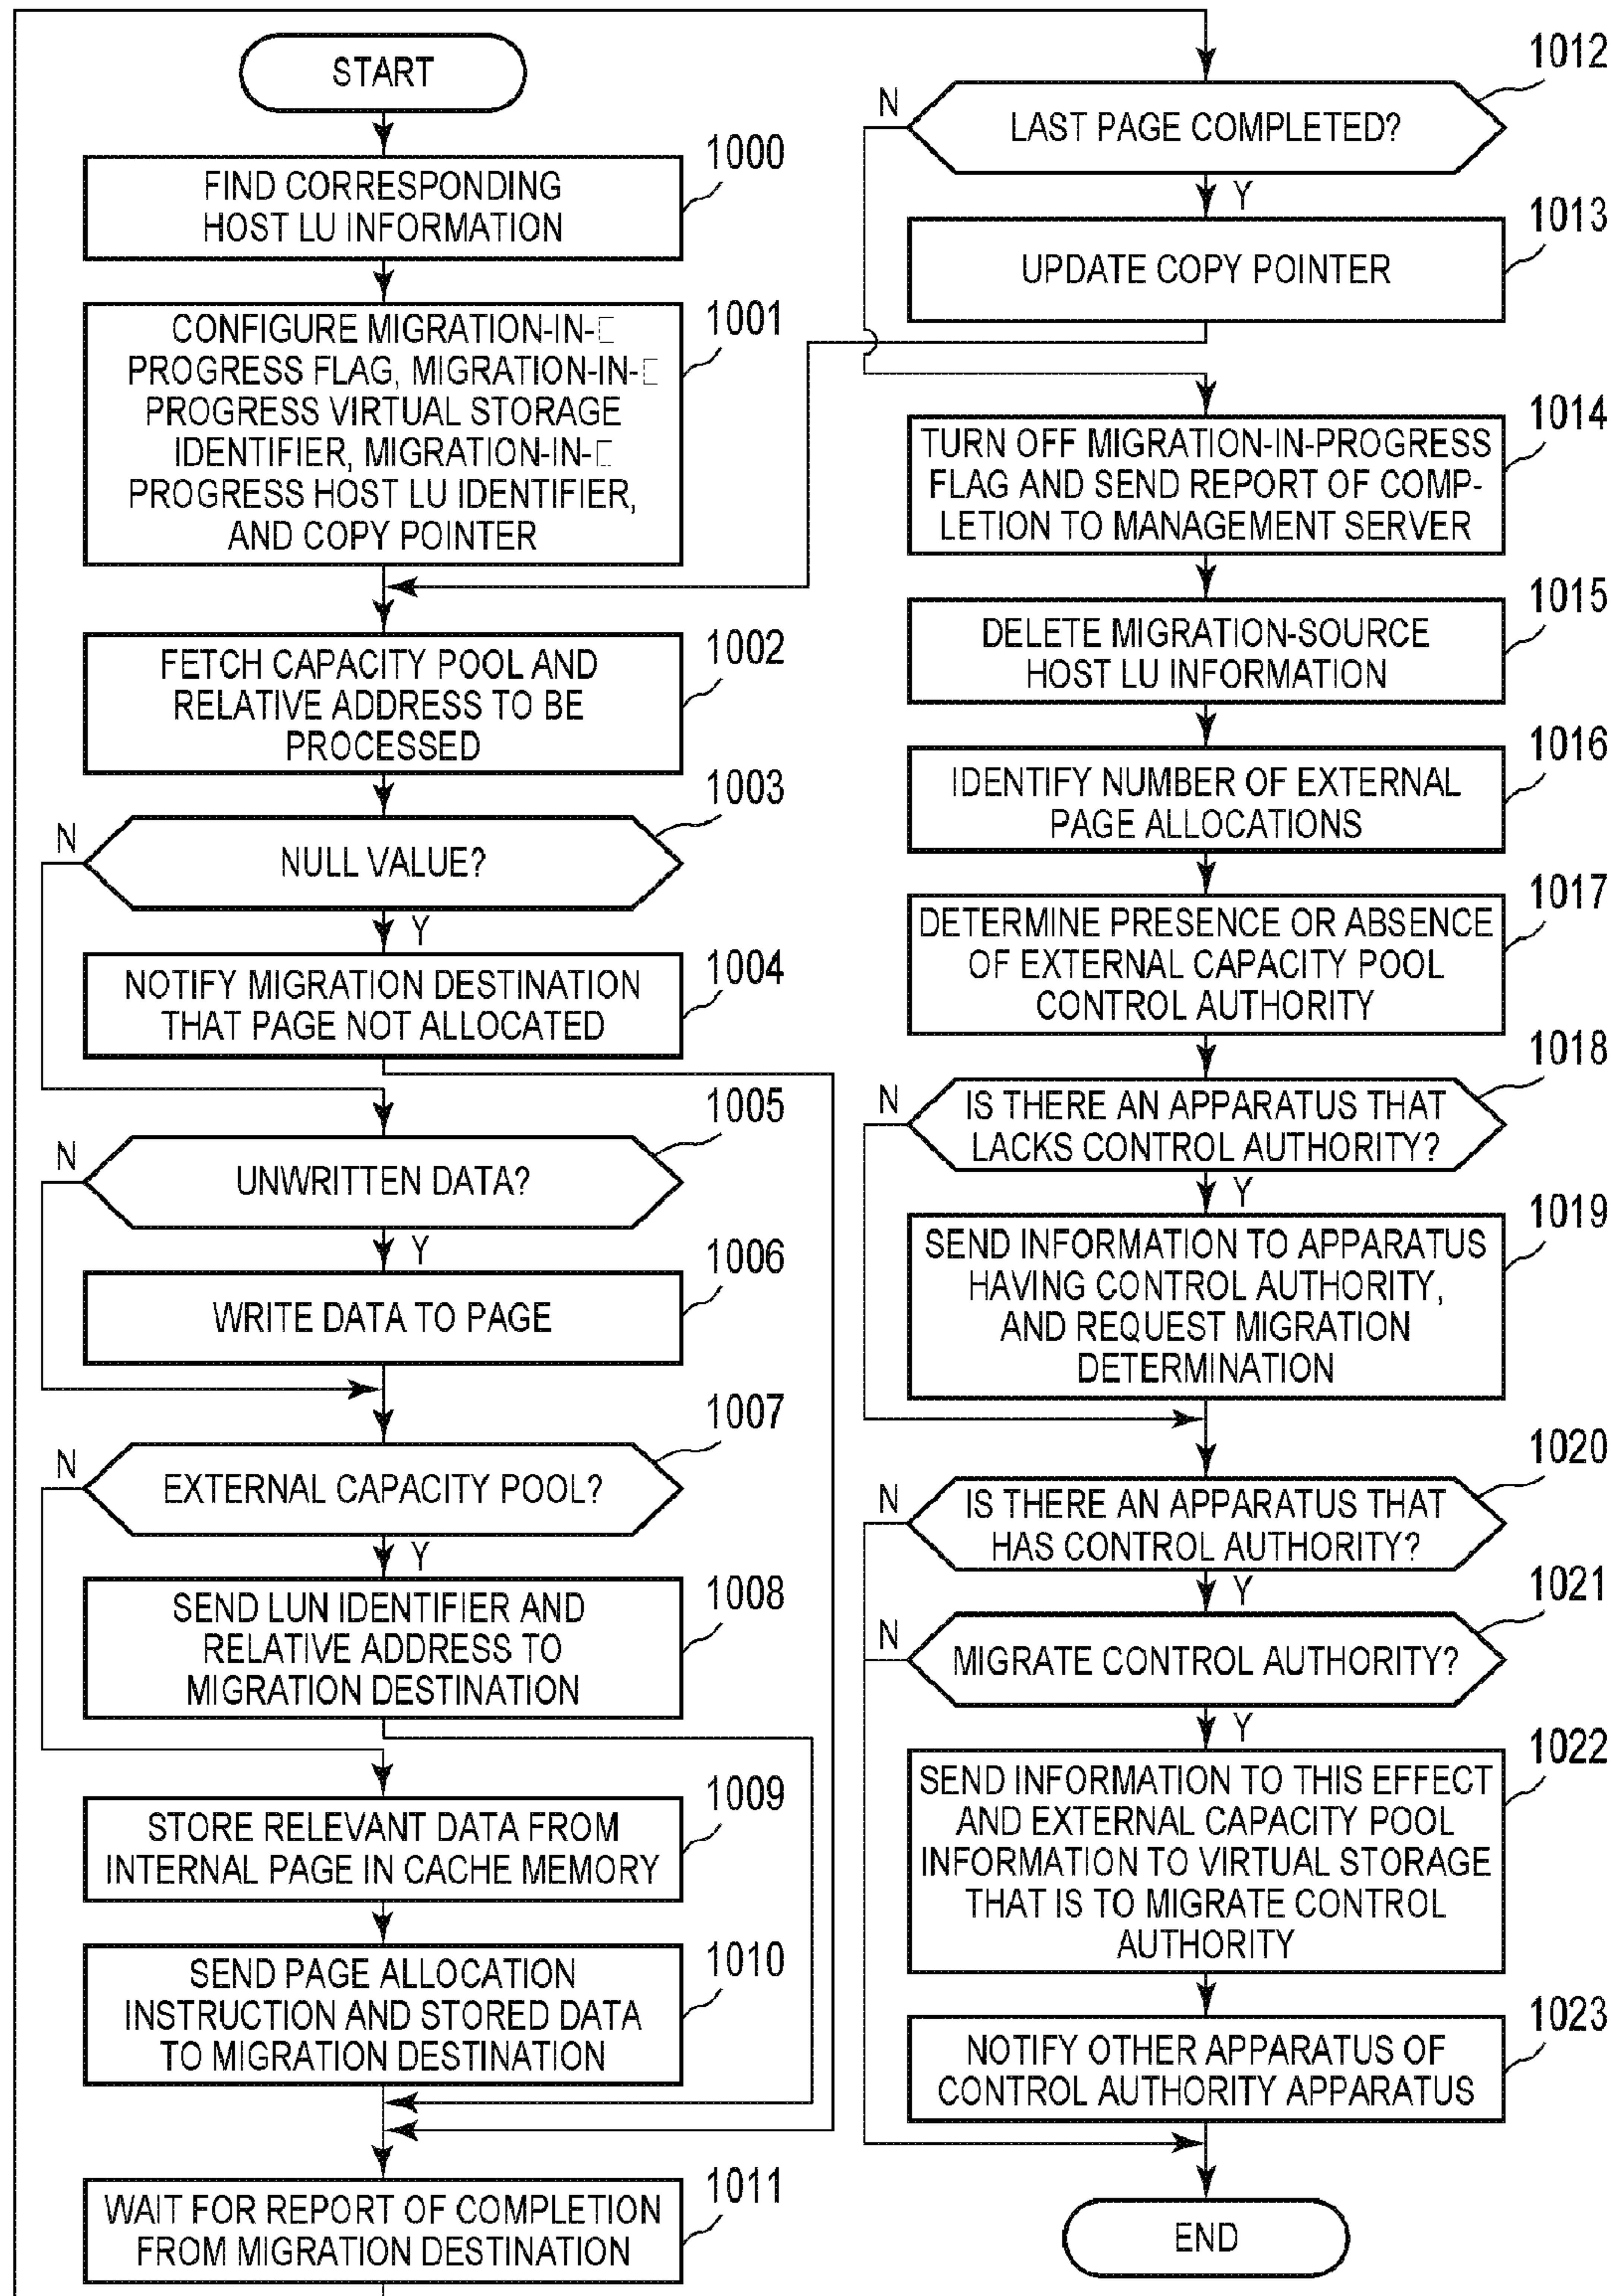 START
1000
FIND CORRESPONDING
HOST LU INFORMATION
1001
CONFIGURE MIGRATION-IN-
PROGRESS FLAG, MIGRATION-IN-
PROGRESS VIRTUAL STORAGE
IDENTIFIER, MIGRATION-IN-
PROGRESS HOST LU IDENTIFIER,
AND COPY POINTER
1002
FETCH CAPACITY POOL AND
RELATIVE ADDRESS TO BE
PROCESSED
1003
N
NULL VALUE?
Y
1004
NOTIFY MIGRATION DESTINATION
THAT PAGE NOT ALLOCATED
1005
N
UNWRITTEN DATA?
Y
1006
WRITE DATA TO PAGE
1007
N
EXTERNAL CAPACITY POOL?
Y
1008
SEND LUN IDENTIFIER AND
RELATIVE ADDRESS TO
MIGRATION DESTINATION
1009
STORE RELEVANT DATA FROM
INTERNAL PAGE IN CACHE MEMORY
1010
SEND PAGE ALLOCATION
INSTRUCTION AND STORED DATA
TO MIGRATION DESTINATION
1011
WAIT FOR REPORT OF COMPLETION
FROM MIGRATION DESTINATION
1012
N
LAST PAGE COMPLETED?
Y
1013
UPDATE COPY POINTER
1014
TURN OFF MIGRATION-IN-PROGRESS
FLAG AND SEND REPORT OF COMP-
LETION TO MANAGEMENT SERVER
1015
DELETE MIGRATION-SOURCE
HOST LU INFORMATION
1016
IDENTIFY NUMBER OF EXTERNAL
PAGE ALLOCATIONS
1017
DETERMINE PRESENCE OR ABSENCE
OF EXTERNAL CAPACITY POOL
CONTROL AUTHORITY
1018
N
IS THERE AN APPARATUS THAT
LACKS CONTROL AUTHORITY?
Y
1019
SEND INFORMATION TO APPARATUS
HAVING CONTROL AUTHORITY,
AND REQUEST MIGRATION
DETERMINATION
1020
N
IS THERE AN APPARATUS THAT
HAS CONTROL AUTHORITY?
Y
1021
N
MIGRATE CONTROL AUTHORITY?
Y
1022
SEND INFORMATION TO THIS EFFECT
AND EXTERNAL CAPACITY POOL
INFORMATION TO VIRTUAL STORAGE
THAT IS TO MIGRATE CONTROL
AUTHORITY
1023
NOTIFY OTHER APPARATUS OF
CONTROL AUTHORITY APPARATUS
END